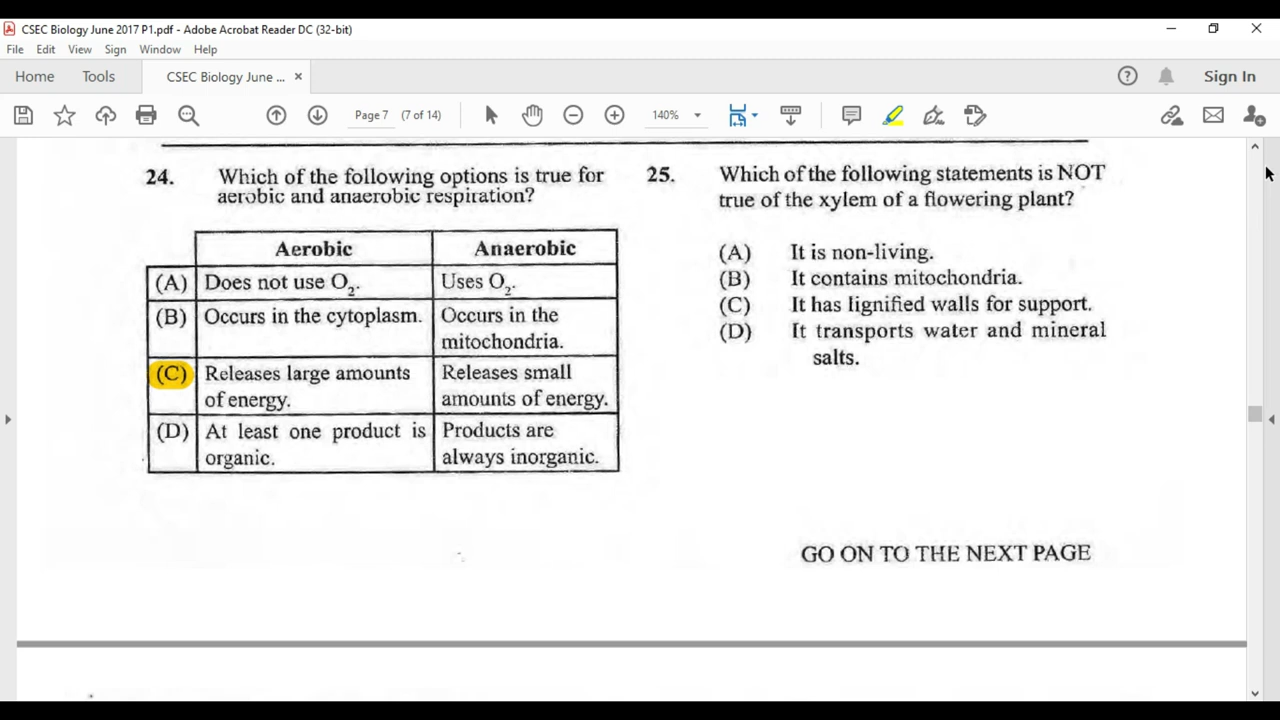 CSEC Biology June 2017 P1.pdf - Adobe Acrobat Reader DC (32-bit)
File Edit View Sign Window Help
Home Tools CSEC Biology June ... × Sign In
Page 7 (7 of 14) 140%
24. Which of the following options is true for
aerobic and anaerobic respiration?
Aerobic Anaerobic
(A) Does not use O₂. Uses O₂.
(B) Occurs in the cytoplasm. Occurs in the
mitochondria.
(C) Releases large amounts Releases small
of energy. amounts of energy.
(D) At least one product is Products are
organic. always inorganic.
25. Which of the following statements is NOT
true of the xylem of a flowering plant?
(A) It is non-living.
(B) It contains mitochondria.
(C) It has lignified walls for support.
(D) It transports water and mineral
salts.
GO ON TO THE NEXT PAGE